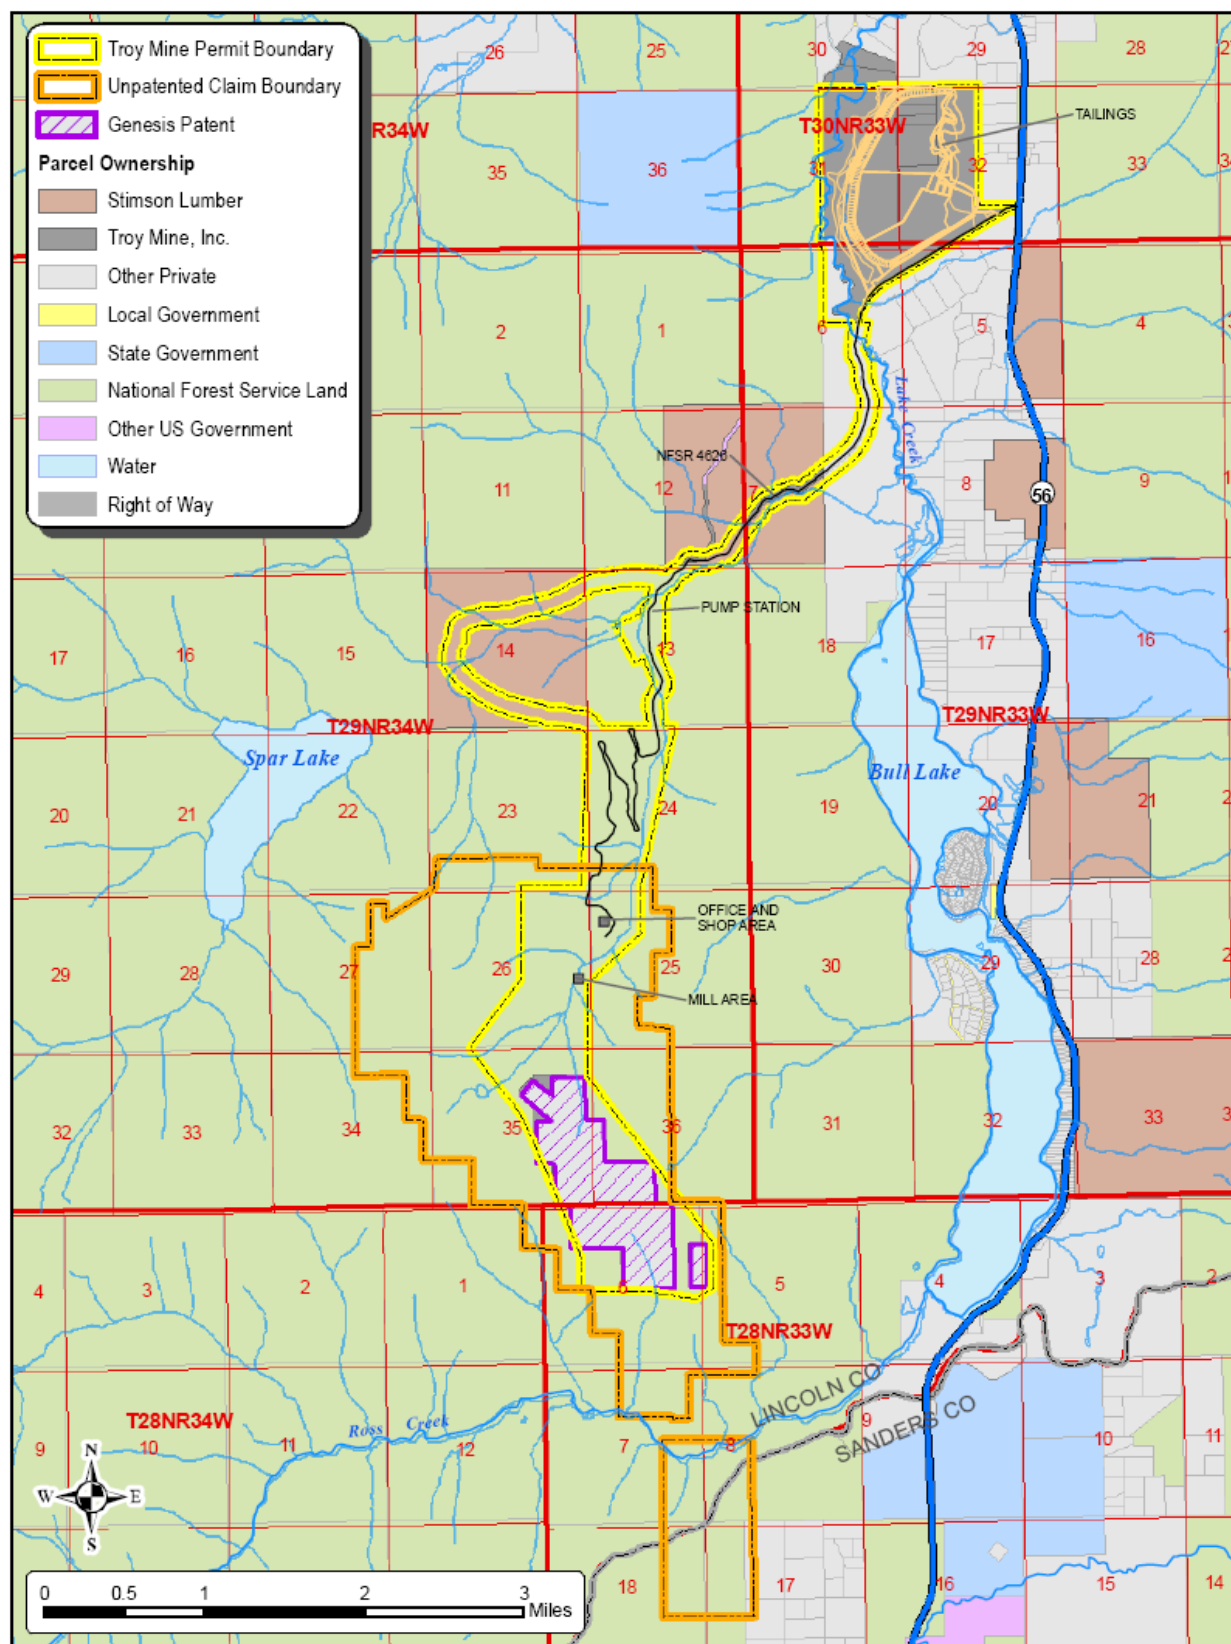 Troy Mine Permit Boundary
Unpatented Claim Boundary
Genesis Patent
Parcel Ownership
Stimson Lumber
Troy Mine, Inc.
Other Private
Local Government
State Government
National Forest Service Land
Other US Government
Water
Right of Way
26 25 30 29 28
R34W T30NR33W TAILINGS
35 36 31 32 33
2 1 6 5 4
Lake Creek
NFSR 4626
11 12 7 8 9
56
PUMP STATION
17 16 15 14 13 18 17 16
T29NR34W T29NR33W
Spar Lake Bull Lake
20 21 22 23 24 19 20 21
OFFICE AND
SHOP AREA
29 28 27 26 25 30 29 28
MILL AREA
32 33 34 35 36 31 32 33
4 3 2 1 6 5 4 3 2
T28NR33W
LINCOLN CO
SANDERS CO
T28NR34W
Ross Creek
9 10 11 12 7 8 9 10 11
N
W E
S
18 17 16 15 14
0 0.5 1 2 3
Miles